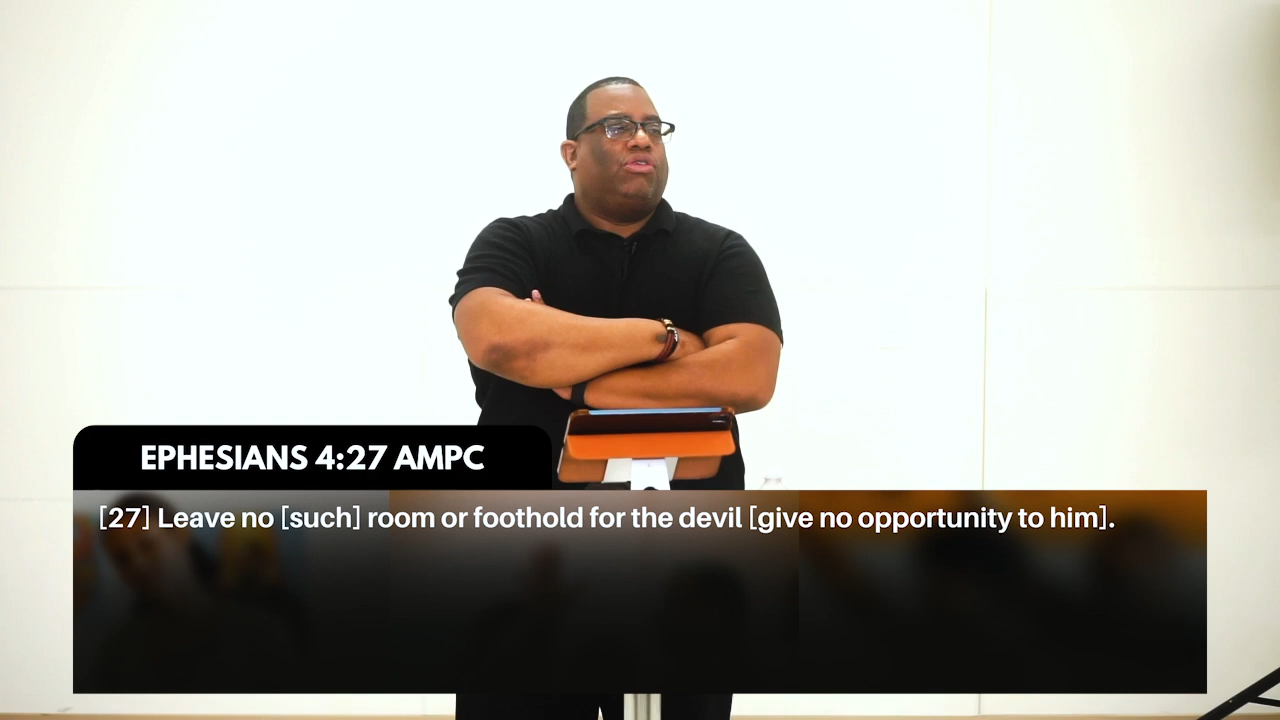 EPHESIANS 4:27 AMPC
[27] Leave no [such] room or foothold for the devil [give no opportunity to him].